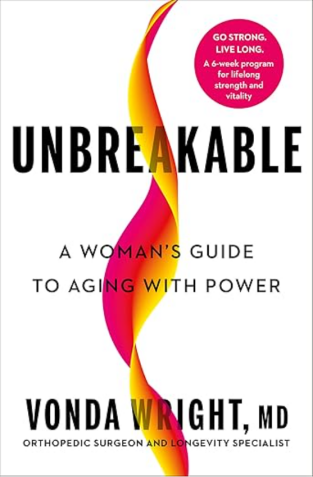 GO STRONG.
LIVE LONG.
A 6-week program
for lifelong
strength and
vitality
UNBREAKABLE
A WOMAN'S GUIDE
TO AGING WITH POWER
VONDA WRIGHT, MD
ORTHOPEDIC SURGEON AND LONGEVITY SPECIALIST